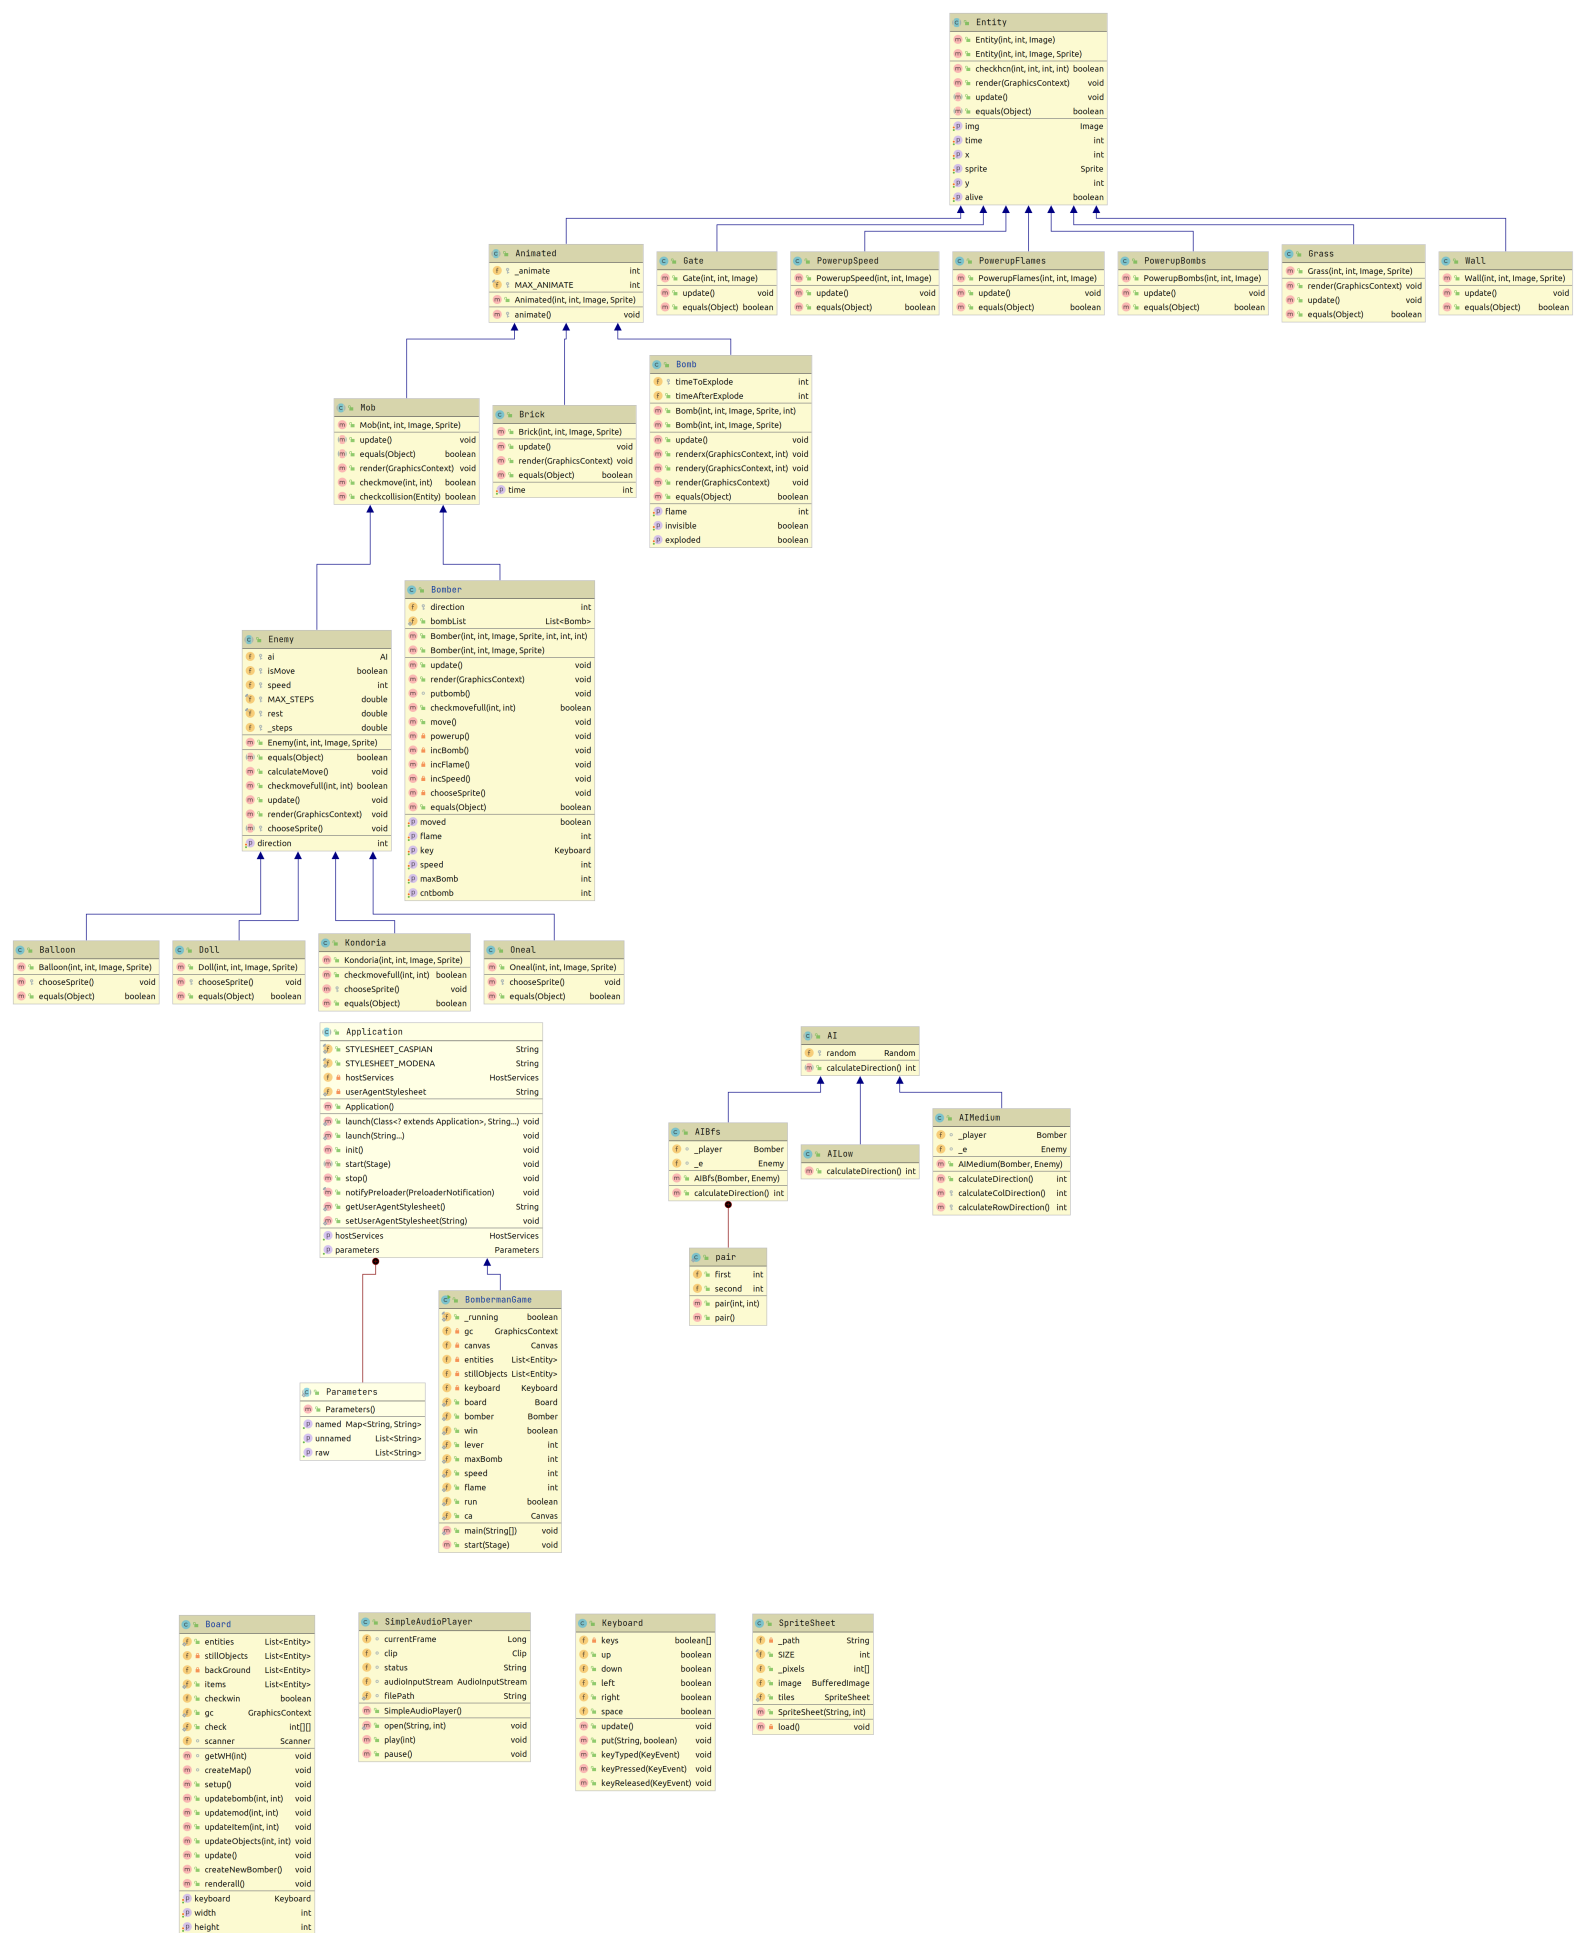 Entity
Entity(int, int, Image)
Entity(int, int, Image, Sprite)
checkhcn(int, int, int, int) boolean
render(GraphicsContext) void
update() void
equals(Object) boolean
img Image
time int
x int
sprite Sprite
y int
alive boolean
Animated
_animate int
MAX_ANIMATE int
Animated(int, int, Image, Sprite)
animate() void
Gate
Gate(int, int, Image)
update() void
equals(Object) boolean
PowerupSpeed
PowerupSpeed(int, int, Image)
update() void
equals(Object) boolean
PowerupFlames
PowerupFlames(int, int, Image)
update() void
equals(Object) boolean
PowerupBombs
PowerupBombs(int, int, Image)
update() void
equals(Object) boolean
Grass
Grass(int, int, Image, Sprite)
render(GraphicsContext) void
update() void
equals(Object) boolean
Wall
Wall(int, int, Image, Sprite)
update() void
equals(Object) boolean
Mob
Mob(int, int, Image, Sprite)
update() void
equals(Object) boolean
render(GraphicsContext) void
checkmove(int, int) boolean
checkcollision(Entity) boolean
Brick
Brick(int, int, Image, Sprite)
update() void
render(GraphicsContext) void
equals(Object) boolean
time int
Bomb
timeToExplode int
timeAfterExplode int
Bomb(int, int, Image, Sprite, int)
Bomb(int, int, Image, Sprite)
update() void
renderx(GraphicsContext, int) void
rendery(GraphicsContext, int) void
render(GraphicsContext) void
equals(Object) boolean
flame int
invisible boolean
exploded boolean
Enemy
ai AI
isMove boolean
speed int
MAX_STEPS double
rest double
_steps double
Enemy(int, int, Image, Sprite)
equals(Object) boolean
calculateMove() void
checkmovefull(int, int) boolean
update() void
render(GraphicsContext) void
chooseSprite() void
direction int
Bomber
direction int
bombList List<Bomb>
Bomber(int, int, Image, Sprite, int, int, int)
Bomber(int, int, Image, Sprite)
update() void
render(GraphicsContext) void
putbomb() void
checkmovefull(int, int) boolean
move() void
powerup() void
incBomb() void
incFlame() void
incSpeed() void
chooseSprite() void
equals(Object) boolean
moved boolean
flame int
key Keyboard
speed int
maxBomb int
cntbomb int
Balloon
Balloon(int, int, Image, Sprite)
chooseSprite() void
equals(Object) boolean
Doll
Doll(int, int, Image, Sprite)
chooseSprite() void
equals(Object) boolean
Kondoria
Kondoria(int, int, Image, Sprite)
checkmovefull(int, int) boolean
chooseSprite() void
equals(Object) boolean
Oneal
Oneal(int, int, Image, Sprite)
chooseSprite() void
equals(Object) boolean
Application
STYLESHEET_CASPIAN String
STYLESHEET_MODENA String
hostServices HostServices
userAgentStylesheet String
Application()
launch(Class<? extends Application>, String...) void
launch(String...) void
init() void
start(Stage) void
stop() void
notifyPreloader(PreloaderNotification) void
getUserAgentStylesheet() String
setUserAgentStylesheet(String) void
hostServices HostServices
parameters Parameters
AI
random Random
calculateDirection() int
AIBfs
_player Bomber
_e Enemy
AIBfs(Bomber, Enemy)
calculateDirection() int
AILow
calculateDirection() int
AIMedium
_player Bomber
_e Enemy
AIMedium(Bomber, Enemy)
calculateDirection() int
calculateColDirection() int
calculateRowDirection() int
pair
first int
second int
pair(int, int)
pair()
Parameters
Parameters()
named Map<String, String>
unnamed List<String>
raw List<String>
BombermanGame
_running boolean
gc GraphicsContext
canvas Canvas
entities List<Entity>
stillObjects List<Entity>
keyboard Keyboard
board Board
bomber Bomber
win boolean
lever int
maxBomb int
speed int
flame int
run boolean
ca Canvas
main(String[]) void
start(Stage) void
Board
entities List<Entity>
stillObjects List<Entity>
backGround List<Entity>
items List<Entity>
checkwin boolean
gc GraphicsContext
check int[][]
scanner Scanner
getWH(int) void
createMap() void
setup() void
updatebomb(int, int) void
updatemod(int, int) void
updateItem(int, int) void
updateObjects(int, int) void
update() void
createNewBomber() void
renderall() void
keyboard Keyboard
width int
height int
SimpleAudioPlayer
currentFrame Long
clip Clip
status String
audioInputStream AudioInputStream
filePath String
SimpleAudioPlayer()
open(String, int) void
play(int) void
pause() void
Keyboard
keys boolean[]
up boolean
down boolean
left boolean
right boolean
space boolean
update() void
put(String, boolean) void
keyTyped(KeyEvent) void
keyPressed(KeyEvent) void
keyReleased(KeyEvent) void
SpriteSheet
_path String
SIZE int
_pixels int[]
image BufferedImage
tiles SpriteSheet
SpriteSheet(String, int)
load() void